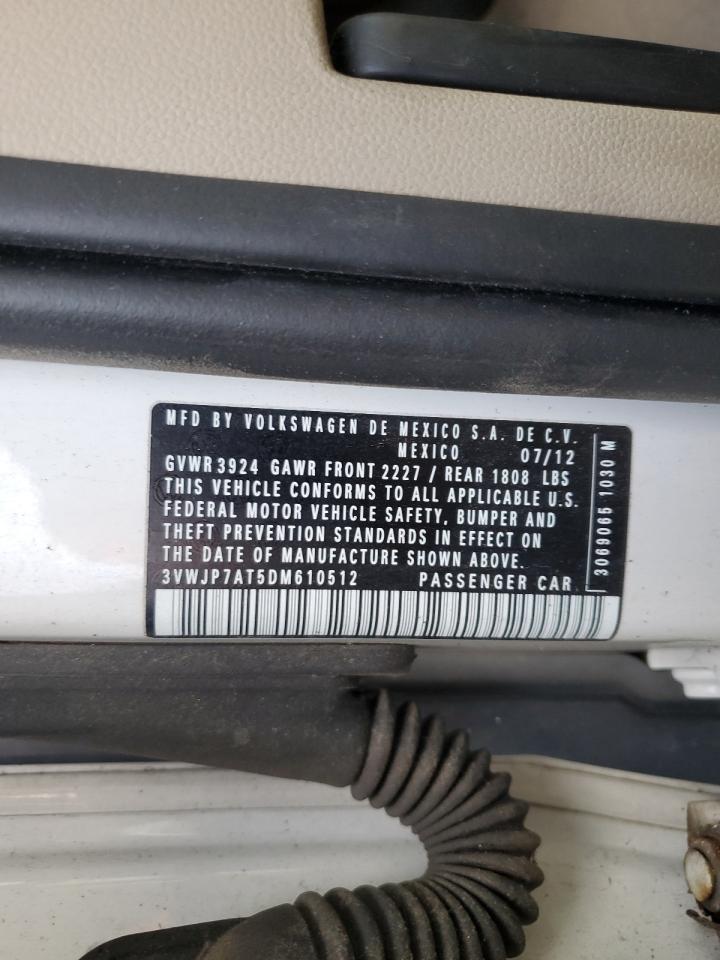 MFD BY VOLKSWAGEN DE MEXICO S.A. DE C.V.
MEXICO 07/12
GVWR 3924 GAWR FRONT 2227 / REAR 1808 LBS
THIS VEHICLE CONFORMS TO ALL APPLICABLE U.S.
FEDERAL MOTOR VEHICLE SAFETY, BUMPER AND
THEFT PREVENTION STANDARDS IN EFFECT ON
THE DATE OF MANUFACTURE SHOWN ABOVE.
3VWJP7AT5DM610512 PASSENGER CAR
3069065 1030 M